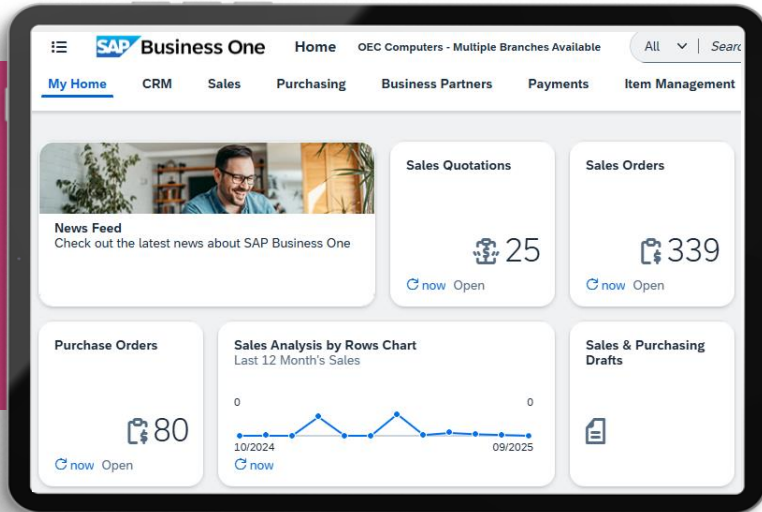 SAP Business One Home OEC Computers - Multiple Branches Available All
My Home CRM Sales Purchasing Business Partners Payments Item Management
News Feed
Check out the latest news about SAP Business One
Sales Quotations
25
now Open
Sales Orders
339
now Open
Purchase Orders
80
now Open
Sales Analysis by Rows Chart
Last 12 Month's Sales
0 0
10/2024 09/2025
now
Sales & Purchasing
Drafts